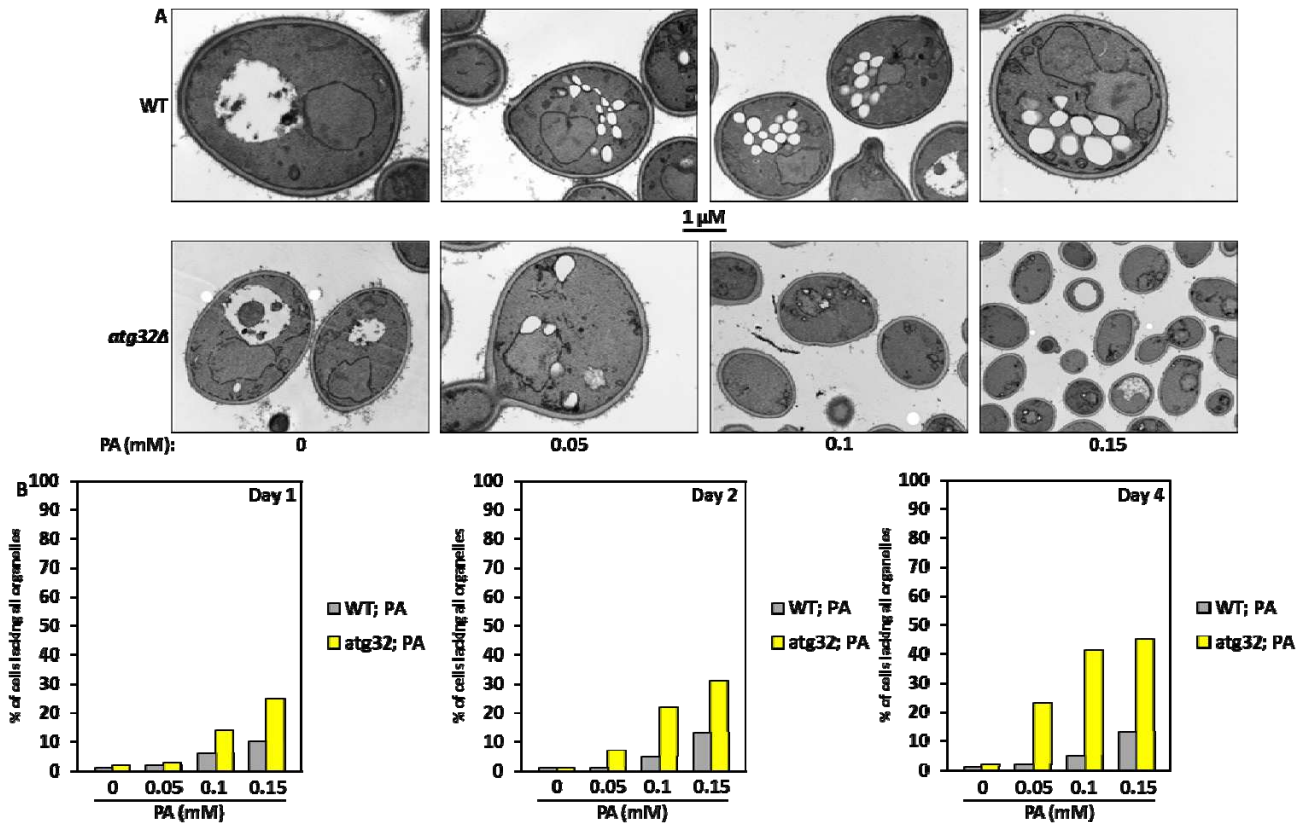 A
WT
1 µM
atg32Δ
PA (mM):
0
0.05
0.1
0.15
B
Day 1
% of cells lacking all organelles
100
90
80
70
60
50
40
30
20
10
0
0 0.05 0.1 0.15
PA (mM)
WT; PA
atg32; PA
Day 2
% of cells lacking all organelles
100
90
80
70
60
50
40
30
20
10
0
0 0.05 0.1 0.15
PA (mM)
WT; PA
atg32; PA
Day 4
% of cells lacking all organelles
100
90
80
70
60
50
40
30
20
10
0
0 0.05 0.1 0.15
PA (mM)
WT; PA
atg32; PA